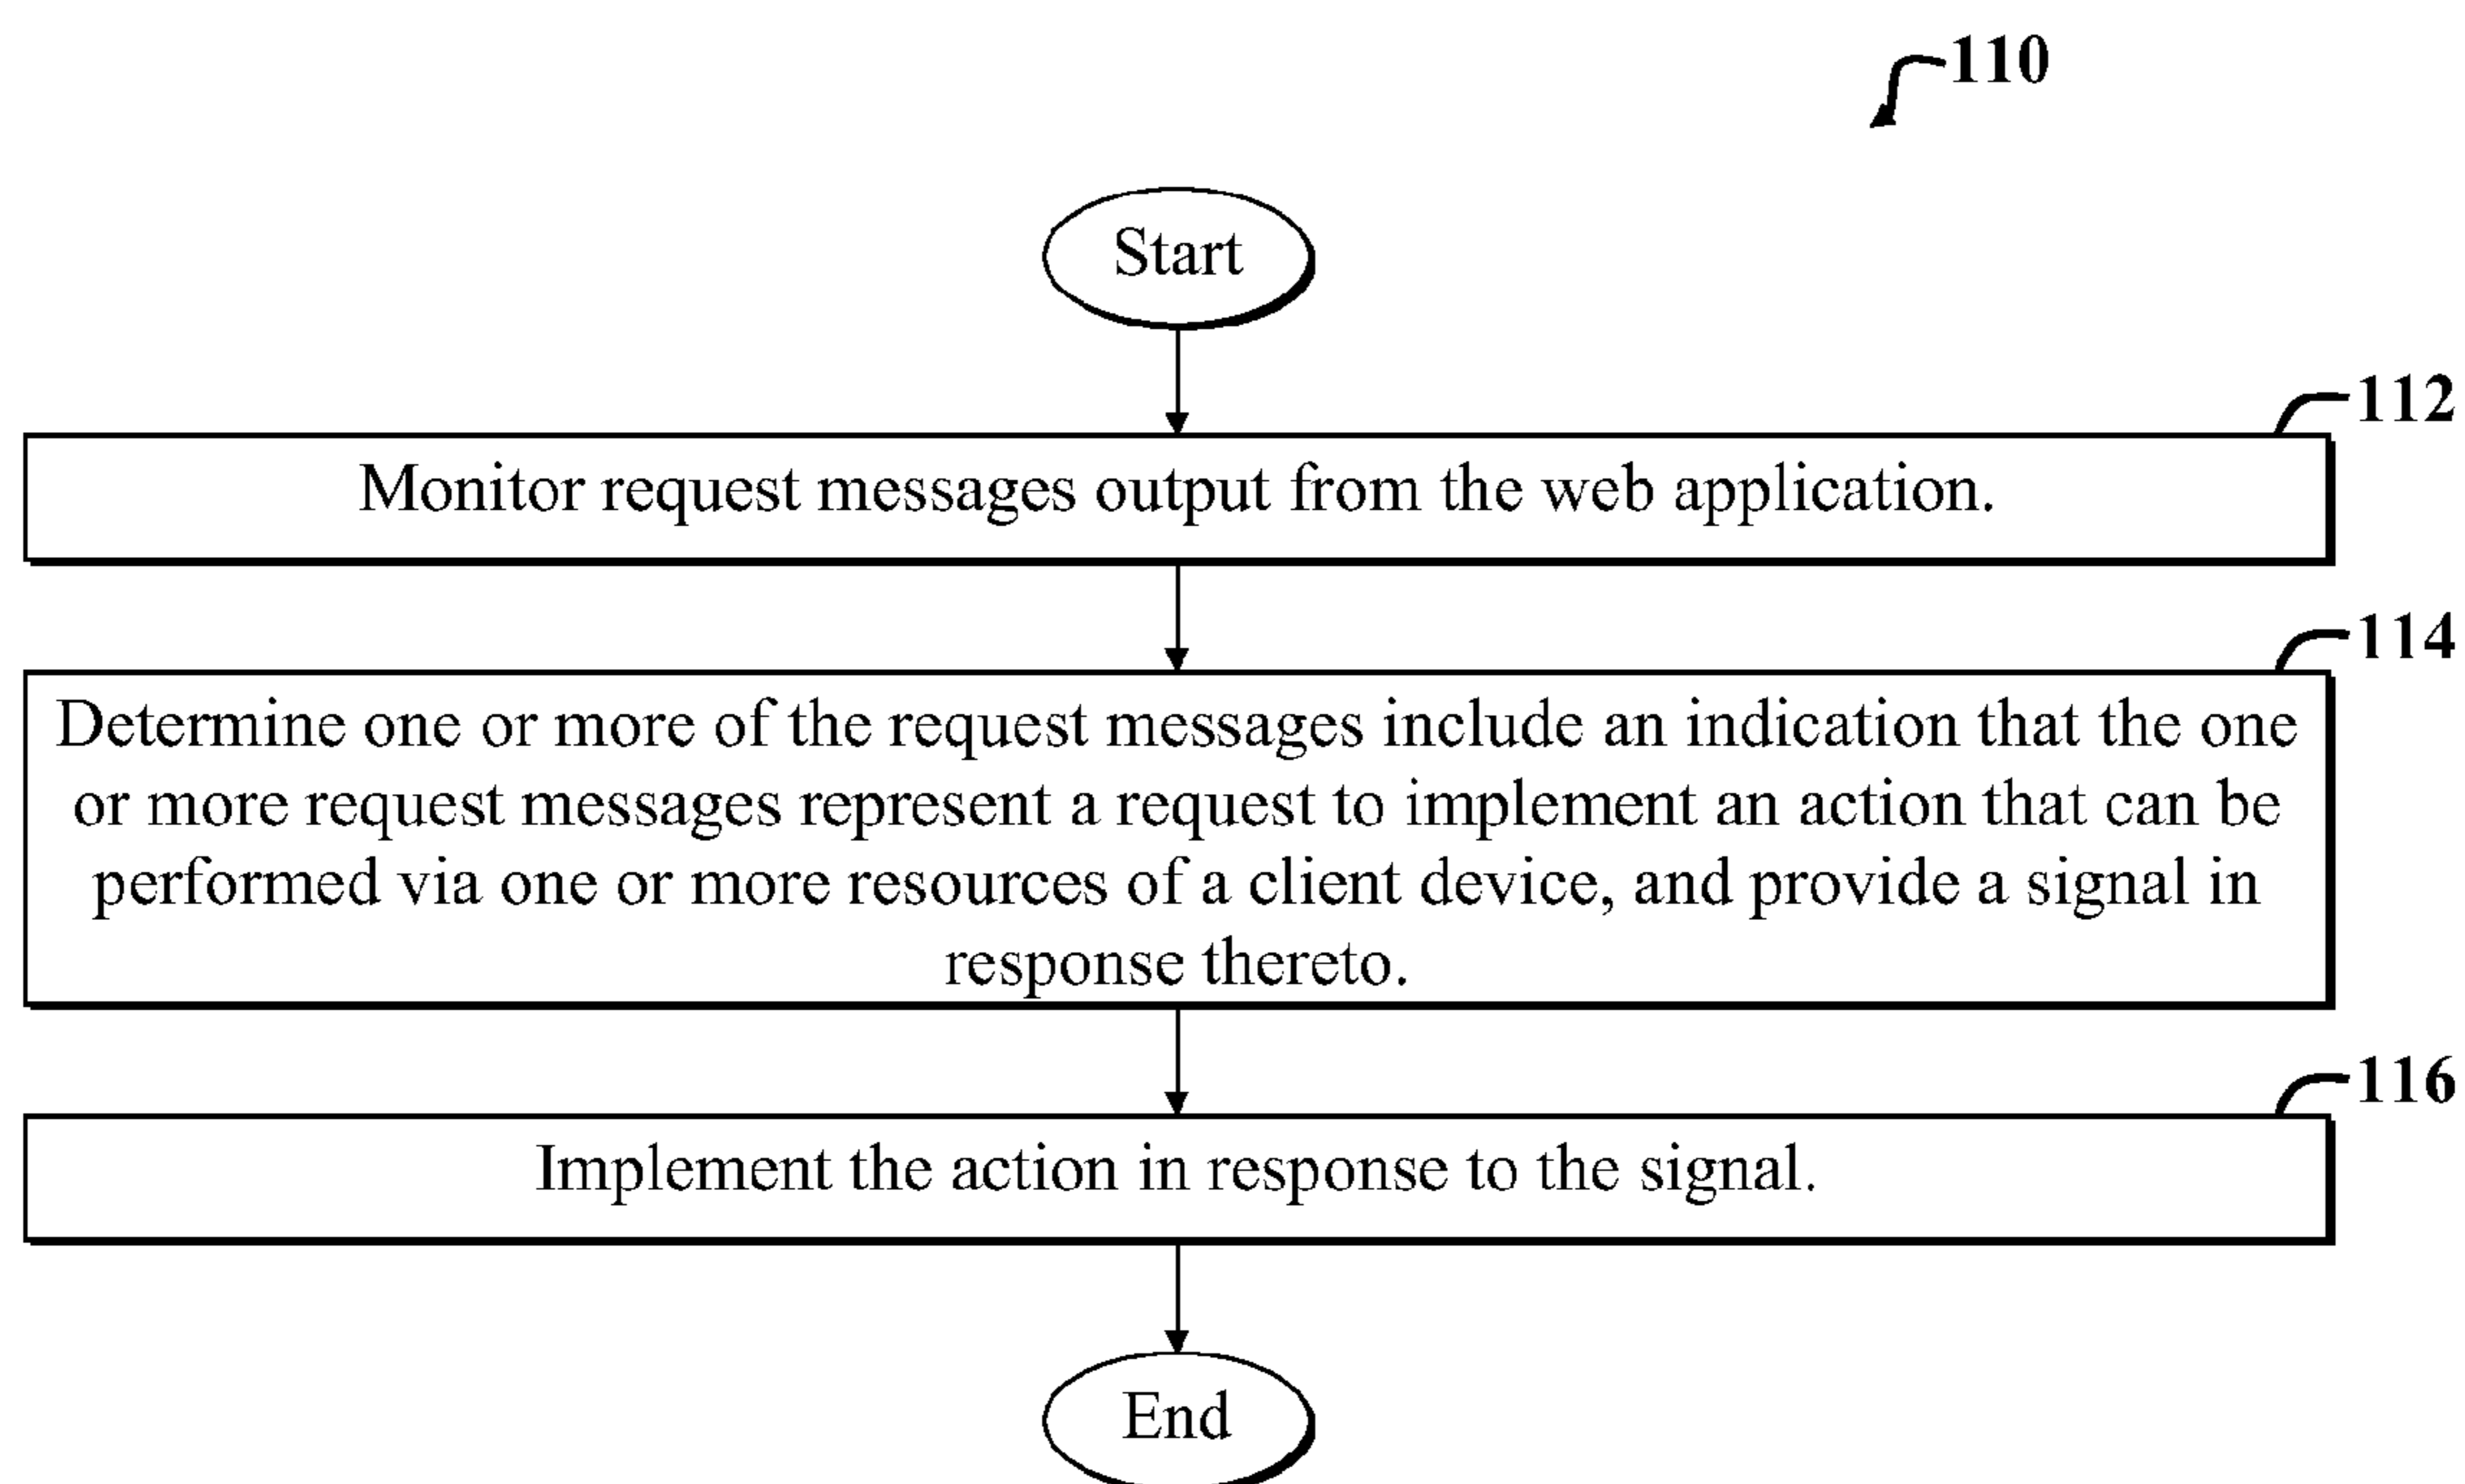 110
Start
112
Monitor request messages output from the web application.
114
Determine one or more of the request messages include an indication that the one
or more request messages represent a request to implement an action that can be
performed via one or more resources of a client device, and provide a signal in
response thereto.
116
Implement the action in response to the signal.
End